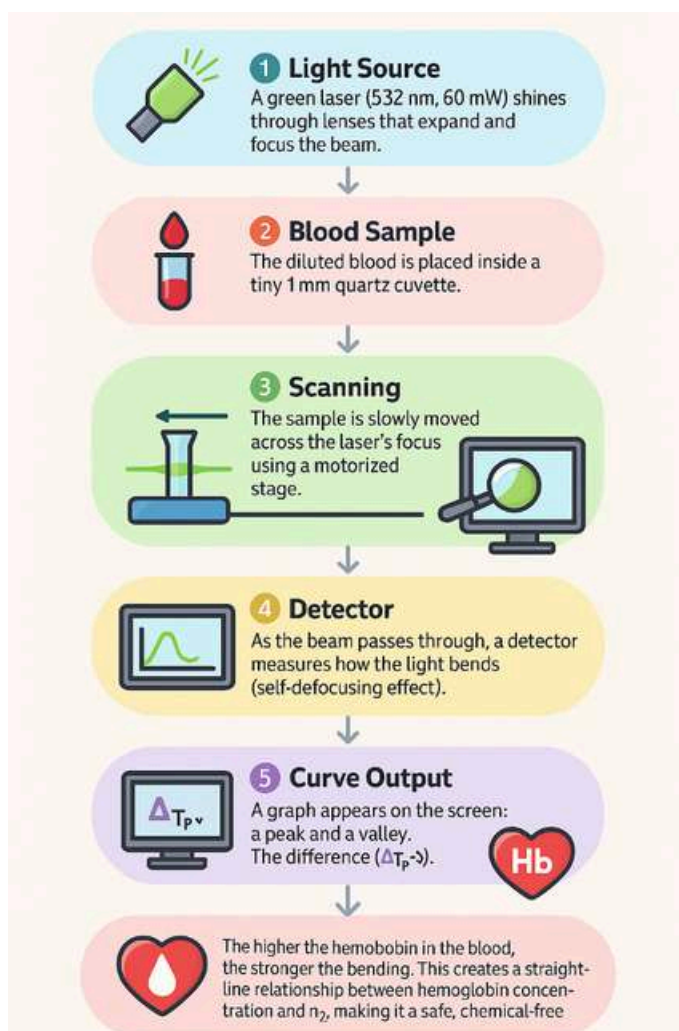 1 Light Source
A green laser (532 nm, 60 mW) shines
through lenses that expand and
focus the beam.
2 Blood Sample
The diluted blood is placed inside a
tiny 1 mm quartz cuvette.
3 Scanning
The sample is slowly moved
across the laser's focus
using a motorized
stage.
4 Detector
As the beam passes through, a detector
measures how the light bends
(self-defocusing effect).
5 Curve Output
ΔTp v
A graph appears on the screen:
a peak and a valley.
The difference (ΔTp-
Hb
The higher the hemobobin in the blood,
the stronger the bending. This creates a straight-
line relationship between hemoglobin concen-
tration and n₂, making it a safe, chemical-free